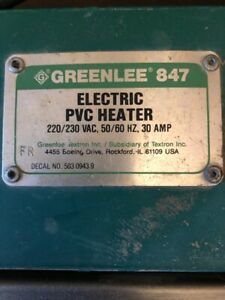 G GREENLEE 847
ELECTRIC
PVC HEATER
220/230 VAC, 50/60 HZ, 30 AMP
Greenlee Textron Inc. / Subsidiary of Textron Inc.
4455 Boeing Drive, Rockford, IL 61109 USA
FR
DECAL NO. 503 0943.9